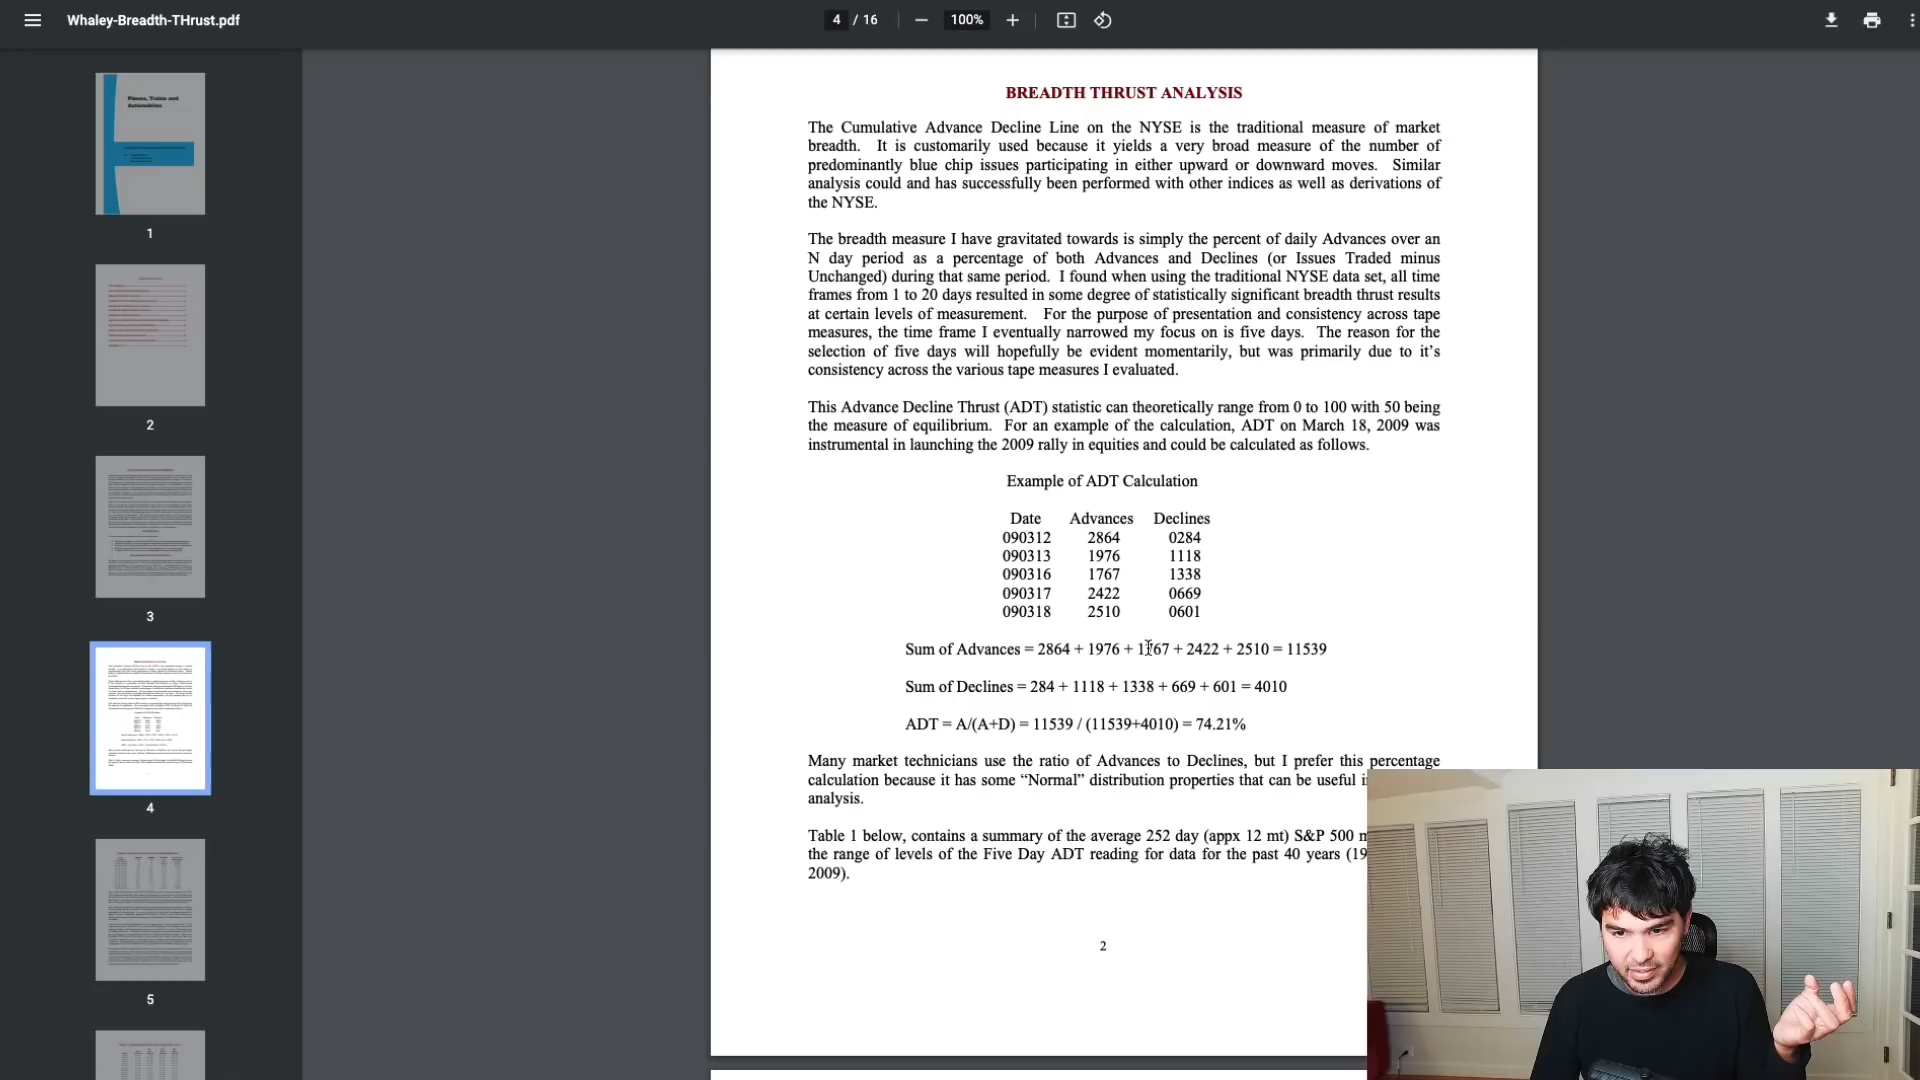 Whaley-Breadth-THrust.pdf
4 / 16
100%
Planes, Trains and
Automobiles
1
2
3
4
5
BREADTH THRUST ANALYSIS
The Cumulative Advance Decline Line on the NYSE is the traditional measure of market
breadth. It is customarily used because it yields a very broad measure of the number of
predominantly blue chip issues participating in either upward or downward moves. Similar
analysis could and has successfully been performed with other indices as well as derivations of
the NYSE.
The breadth measure I have gravitated towards is simply the percent of daily Advances over an
N day period as a percentage of both Advances and Declines (or Issues Traded minus
Unchanged) during that same period. I found when using the traditional NYSE data set, all time
frames from 1 to 20 days resulted in some degree of statistically significant breadth thrust results
at certain levels of measurement. For the purpose of presentation and consistency across tape
measures, the time frame I eventually narrowed my focus on is five days. The reason for the
selection of five days will hopefully be evident momentarily, but was primarily due to it's
consistency across the various tape measures I evaluated.
This Advance Decline Thrust (ADT) statistic can theoretically range from 0 to 100 with 50 being
the measure of equilibrium. For an example of the calculation, ADT on March 18, 2009 was
instrumental in launching the 2009 rally in equities and could be calculated as follows.
Example of ADT Calculation
Date Advances Declines
090312 2864 0284
090313 1976 1118
090316 1767 1338
090317 2422 0669
090318 2510 0601
Sum of Advances = 2864 + 1976 + 1767 + 2422 + 2510 = 11539
Sum of Declines = 284 + 1118 + 1338 + 669 + 601 = 4010
ADT = A/(A+D) = 11539 / (11539+4010) = 74.21%
Many market technicians use the ratio of Advances to Declines, but I prefer this percentage
calculation because it has some “Normal” distribution properties that can be useful
analysis.
Table 1 below, contains a summary of the average 252 day (appx 12 mt) S&P 500
the range of levels of the Five Day ADT reading for data for the past 40 years
2009).
2